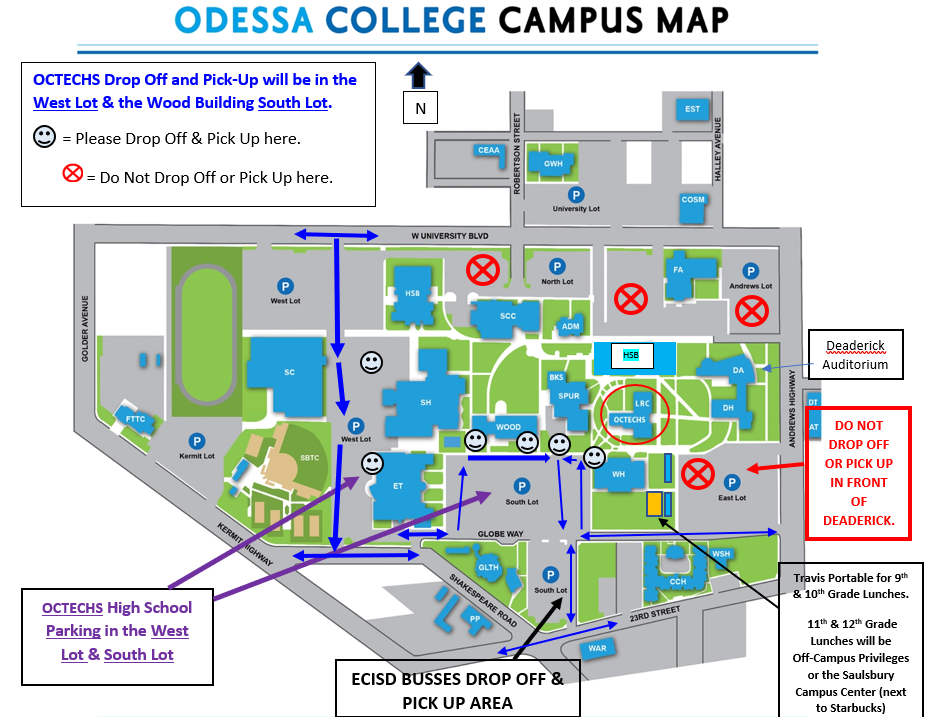 ODESSA COLLEGE CAMPUS MAP
OCTECHS Drop Off and Pick-Up will be in the
West Lot & the Wood Building South Lot.
= Please Drop Off & Pick Up here.
= Do Not Drop Off or Pick Up here.
N
EST
CEAA
GWH
ROBERTSON STREET
HALLEY AVENUE
P
University Lot
COSM
W UNIVERSITY BLVD
GOLDER AVENUE
P
West Lot
HSB
P
North Lot
FA
P
Andrews Lot
SCC
ADM
HSB
Deaderick
Auditorium
SC
SH
BKS
SPUR
LRC
OCTECHS
DA
DH
ANDREWS HIGHWAY
DT
AT
FTTC
P
Kermit Lot
SBTC
P
West Lot
WOOD
ET
P
South Lot
WH
P
East Lot
DO NOT
DROP OFF
OR PICK UP
IN FRONT
OF
DEADERICK.
KERMIT HIGHWAY
GLOBE WAY
GLTH
P
South Lot
CCH
WSH
SHAKESPEARE ROAD
PP
23RD STREET
WAR
OCTECHS High School
Parking in the West
Lot & South Lot
ECISD BUSSES DROP OFF &
PICK UP AREA
Travis Portable for 9th
& 10th Grade Lunches.
11th & 12th Grade
Lunches will be
Off-Campus Privileges
or the Saulsbury
Campus Center (next
to Starbucks)